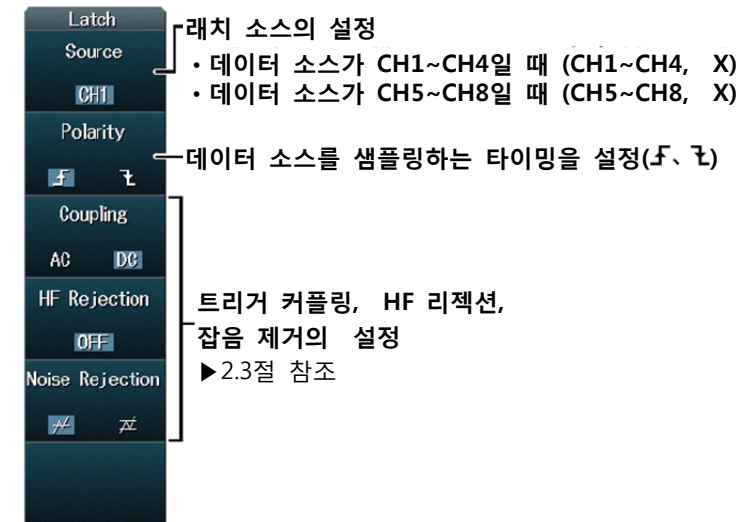 Latch
Source
CH1
Polarity
Coupling
AC DC
HF Rejection
OFF
Noise Rejection
래치 소스의 설정
・데이터 소스가 CH1~CH4일 때 (CH1~CH4, X)
・데이터 소스가 CH5~CH8일 때 (CH5~CH8, X)
데이터 소스를 샘플링하는 타이밍을 설정(、)
트리거 커플링, HF 리젝션,
잡음 제거의 설정
▶2.3절 참조